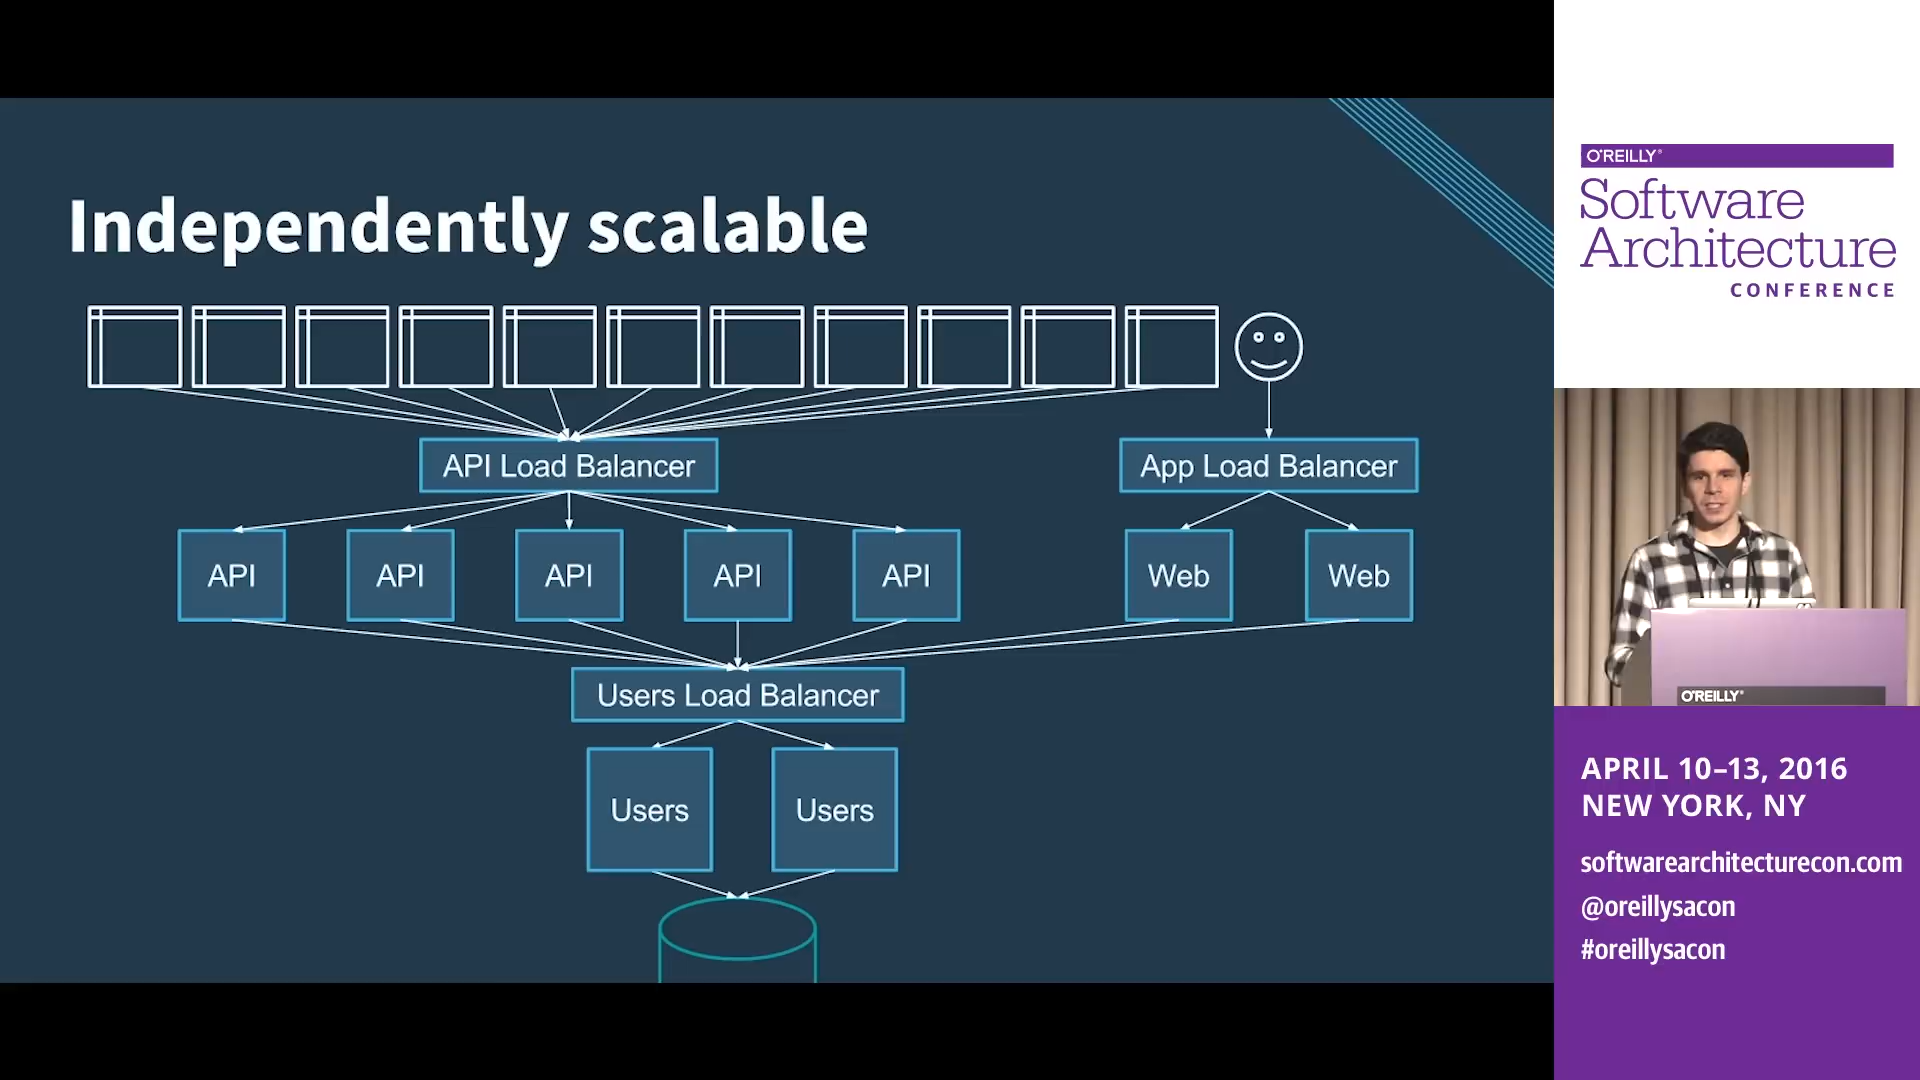 Independently scalable
API Load Balancer
App Load Balancer
API
API
API
API
API
Web
Web
Users Load Balancer
Users
Users
O'REILLY®
Software
Architecture
CONFERENCE
O'REILLY®
APRIL 10–13, 2016
NEW YORK, NY
softwarearchitecturecon.com
@oreillysacon
#oreillysacon